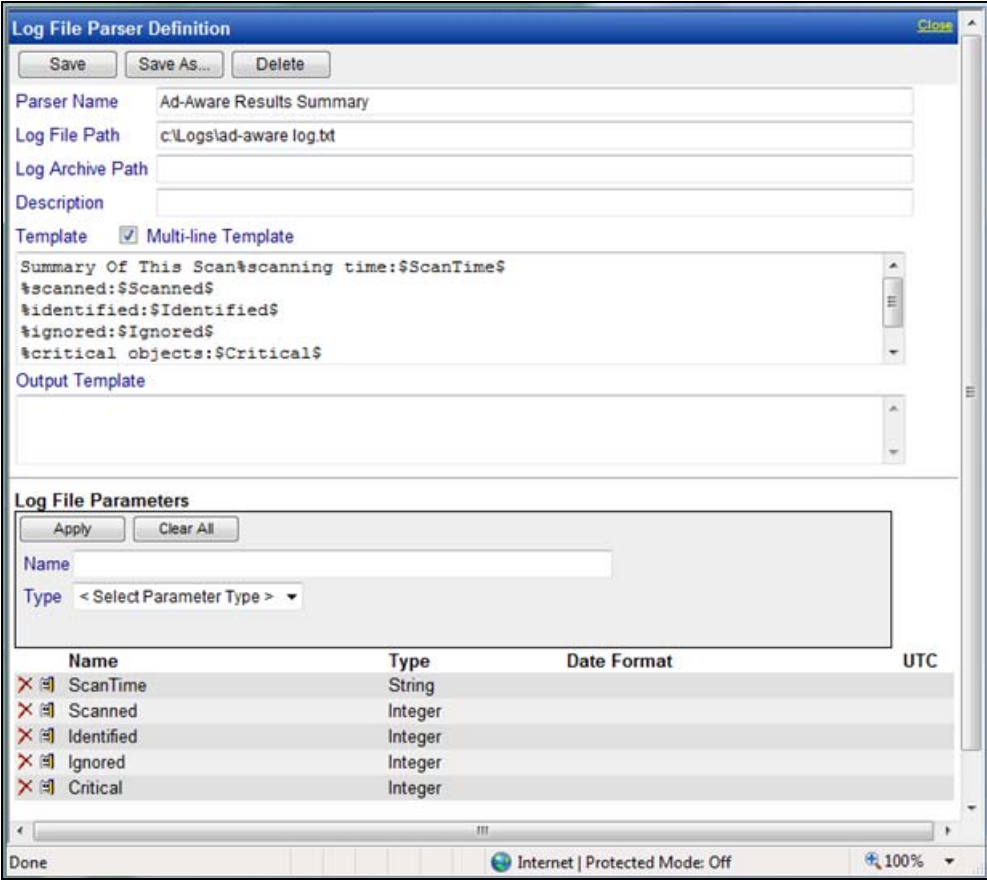 Log File Parser Definition Close
Save Save As... Delete
Parser Name Ad-Aware Results Summary
Log File Path c:\Logs\ad-aware log.txt
Log Archive Path
Description
Template Multi-line Template
Summary Of This Scan%scanning time:$ScanTime$
%scanned:$Scanned$
%identified:$Identified$
%ignored:$Ignored$
%critical objects:$Critical$
Output Template
Log File Parameters
Apply Clear All
Name
Type < Select Parameter Type >
Name Type Date Format UTC
ScanTime String
Scanned Integer
Identified Integer
Ignored Integer
Critical Integer
Done Internet | Protected Mode: Off 100%